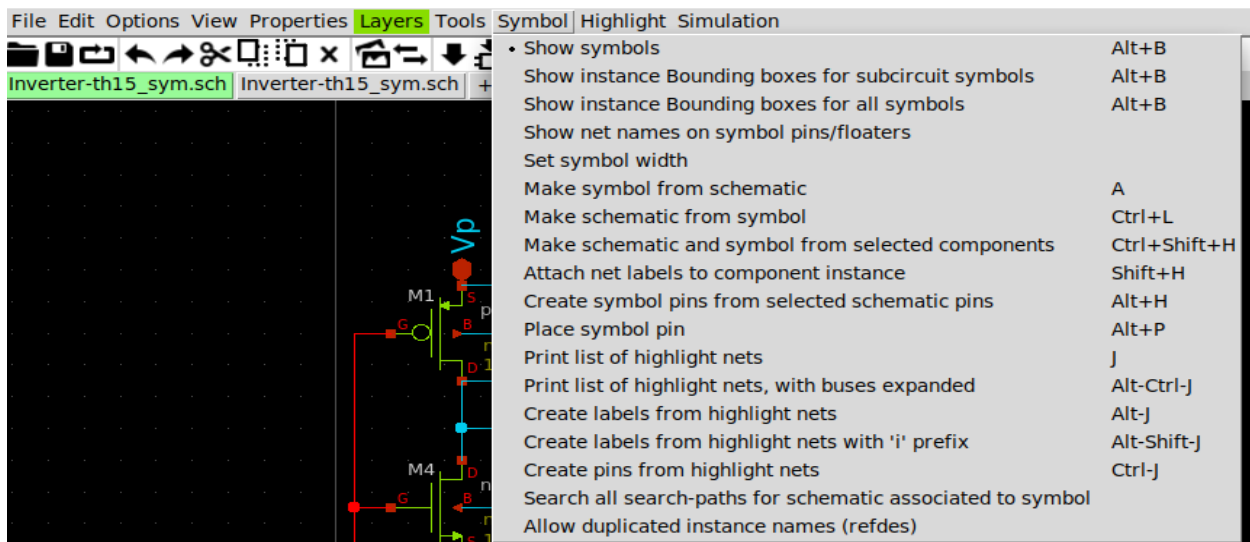 File Edit Options View Properties Layers Tools Symbol Highlight Simulation
Inverter-th15_sym.sch Inverter-th15_sym.sch +
• Show symbols Alt+B
Show instance Bounding boxes for subcircuit symbols Alt+B
Show instance Bounding boxes for all symbols Alt+B
Show net names on symbol pins/floaters
Set symbol width
Make symbol from schematic A
Make schematic from symbol Ctrl+L
Make schematic and symbol from selected components Ctrl+Shift+H
Attach net labels to component instance Shift+H
Create symbol pins from selected schematic pins Alt+H
Place symbol pin Alt+P
Print list of highlight nets J
Print list of highlight nets, with buses expanded Alt-Ctrl-J
Create labels from highlight nets Alt-J
Create labels from highlight nets with 'i' prefix Alt-Shift-J
Create pins from highlight nets Ctrl-J
Search all search-paths for schematic associated to symbol
Allow duplicated instance names (refdes)
Vp
M1
S
p
G
B
D
M4
D
n
G
B
S